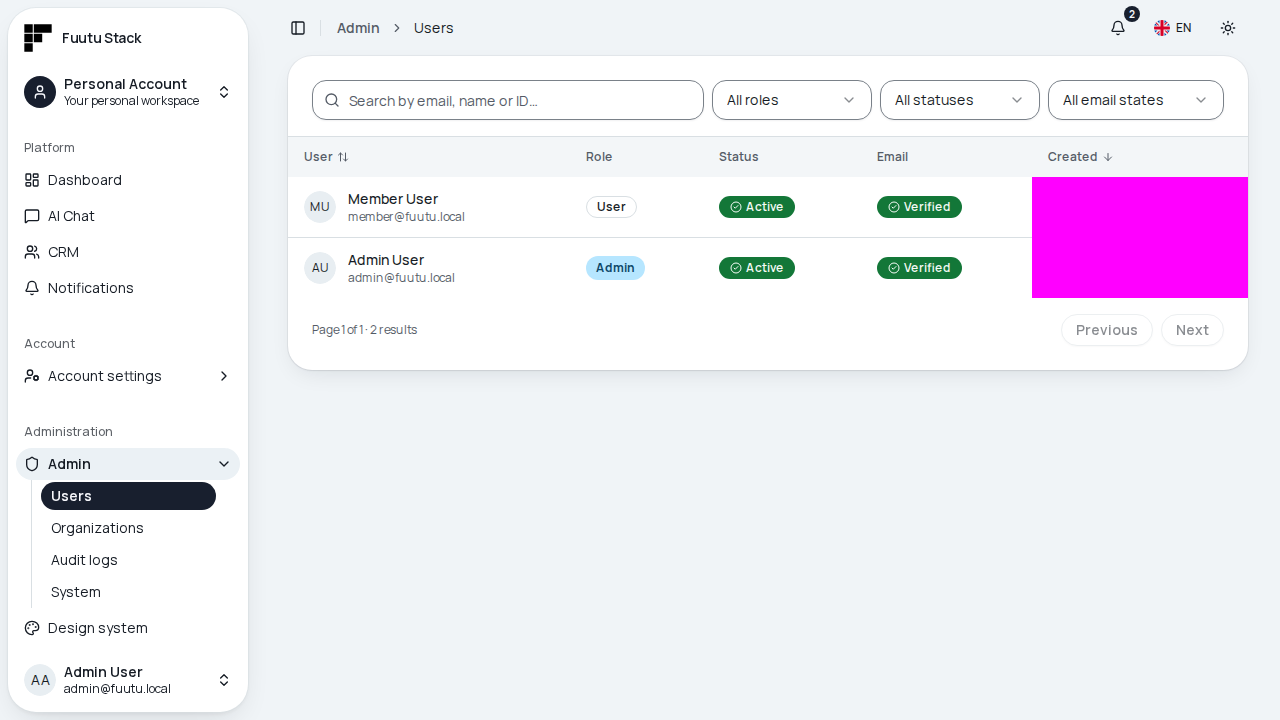 Fuutu Stack
Personal Account
Your personal workspace
Platform
Dashboard
AI Chat
CRM
Notifications
Account
Account settings
Administration
Admin
Users
Organizations
Audit logs
System
Design system
AA
Admin User
admin@fuutu.local
Admin
Users
2
EN
Search by email, name or ID...
All roles
All statuses
All email states
User
Role
Status
Email
Created
MU
Member User
member@fuutu.local
User
Active
Verified
AU
Admin User
admin@fuutu.local
Admin
Active
Verified
Page 1 of 1 · 2 results
Previous
Next